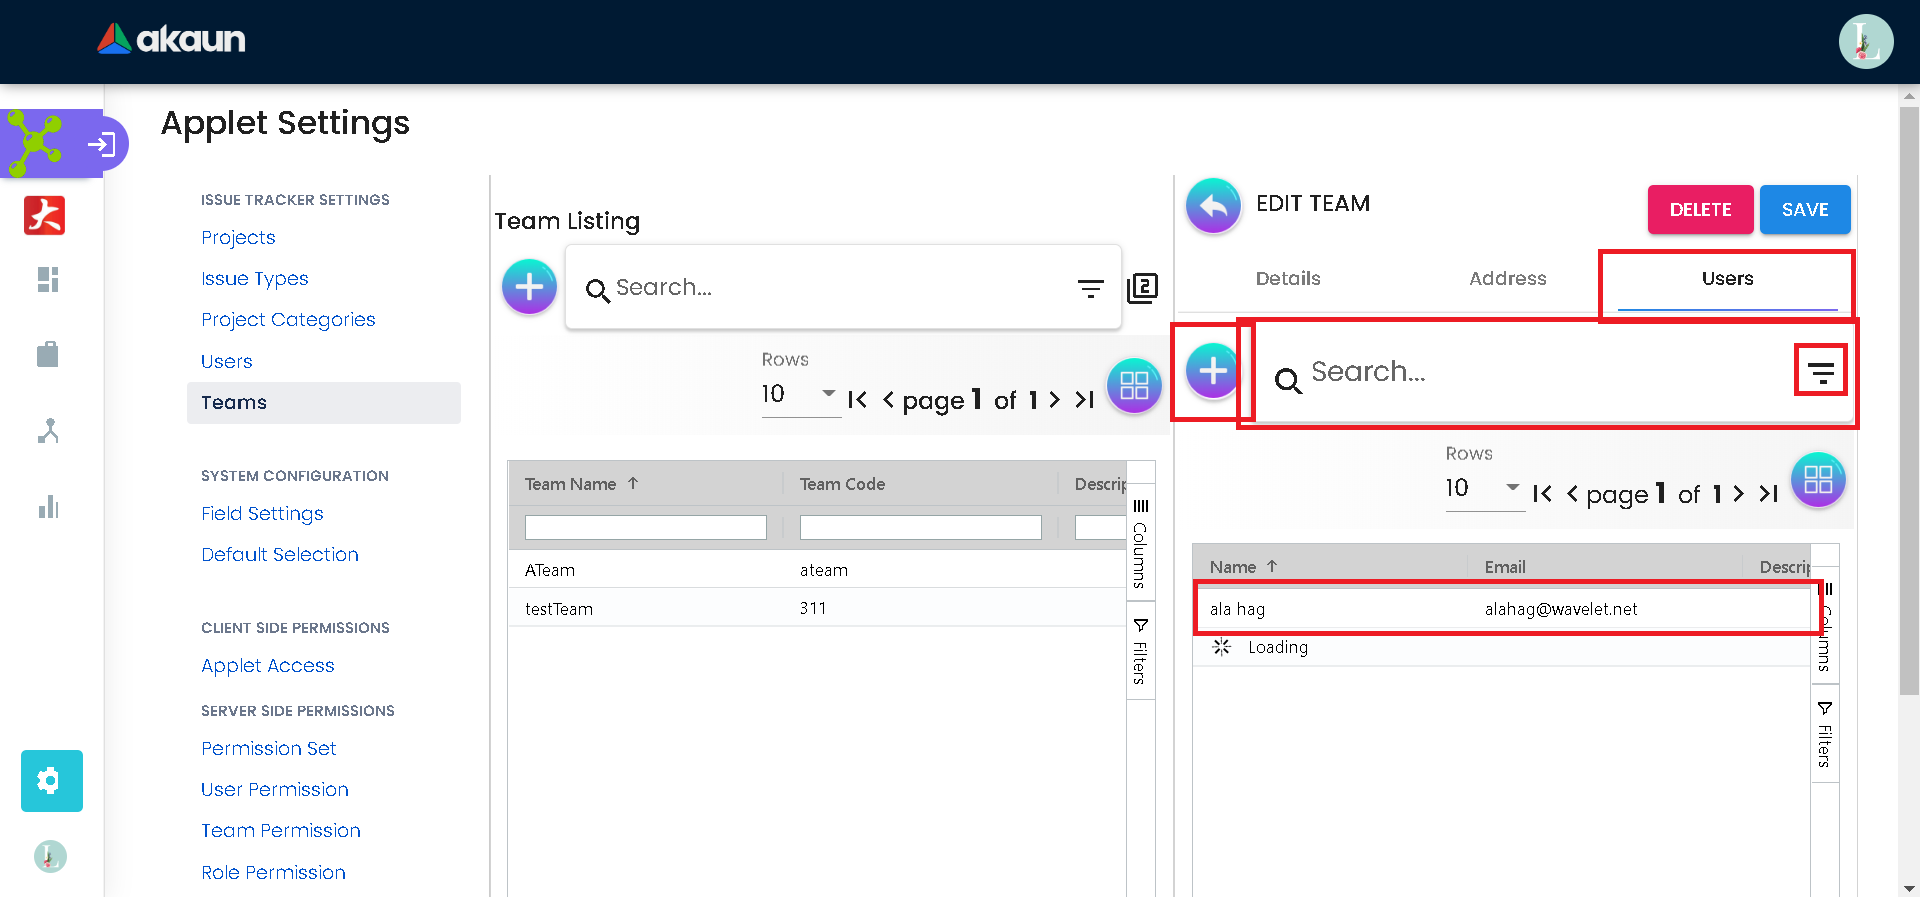 akaun
Applet Settings
ISSUE TRACKER SETTINGS
Projects
Issue Types
Project Categories
Users
Teams
SYSTEM CONFIGURATION
Field Settings
Default Selection
CLIENT SIDE PERMISSIONS
Applet Access
SERVER SIDE PERMISSIONS
Permission Set
User Permission
Team Permission
Role Permission
Team Listing
Search...
2
Rows
10
page 1 of 1
Team Name Team Code Descrip
ATeam ateam
testTeam 311
Columns
Filters
EDIT TEAM
DELETE SAVE
Details Address Users
Search...
Rows
10
page 1 of 1
Name Email Descrip
ala hag alahag@wavelet.net
Loading
Columns
Filters